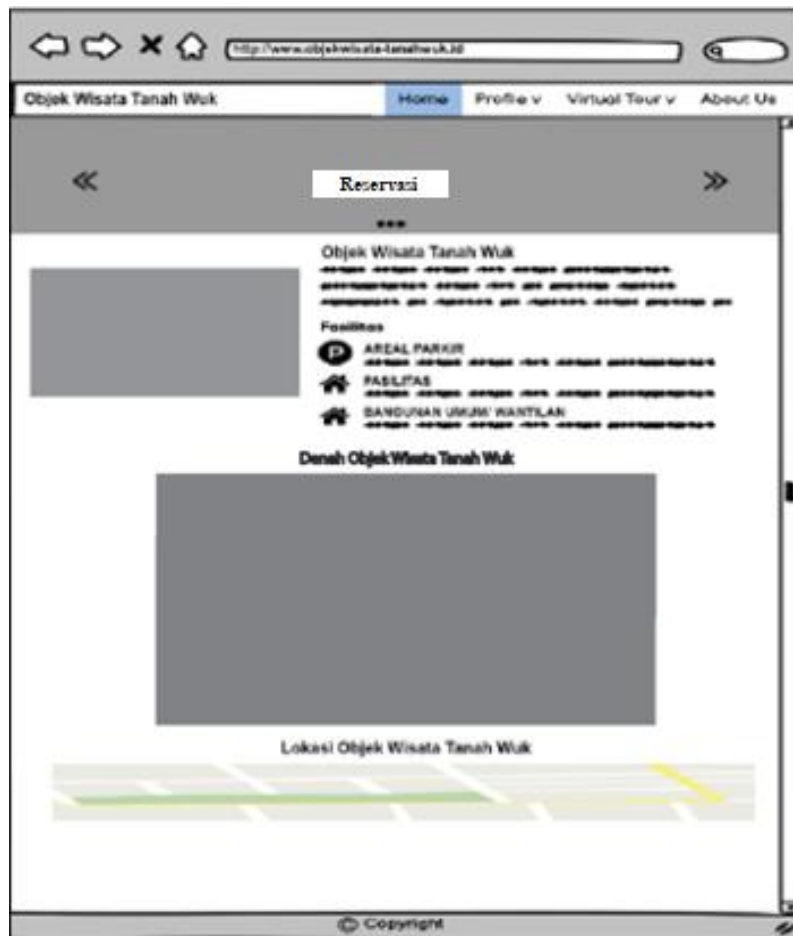 http://www.objekwisata-tanahwuk.id
Objek Wisata Tanah Wuk
Home
Profile v
Virtual Tour v
About Us
Reservasi
Objek Wisata Tanah Wuk
Fasilitas
P
AREAL PARKIR
FASILITAS
BANGUNAN UMUM/ WANTILAN
Denah Objek Wisata Tanah Wuk
Lokasi Objek Wisata Tanah Wuk
© Copyright